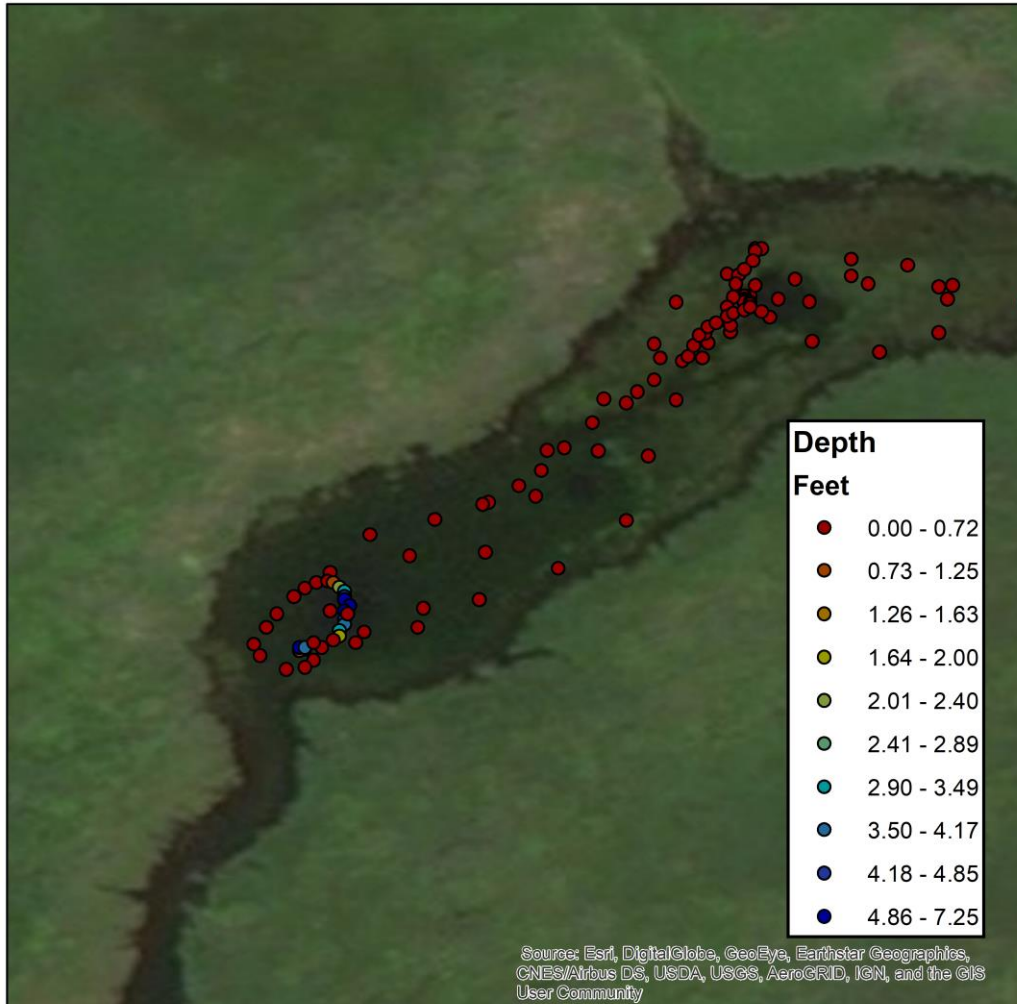 Depth
Feet
0.00 - 0.72
0.73 - 1.25
1.26 - 1.63
1.64 - 2.00
2.01 - 2.40
2.41 - 2.89
2.90 - 3.49
3.50 - 4.17
4.18 - 4.85
4.86 - 7.25
Source: Esri, DigitalGlobe, GeoEye, Earthstar Geographics,
CNES/Airbus DS, USDA, USGS, AeroGRID, IGN, and the GIS
User Community